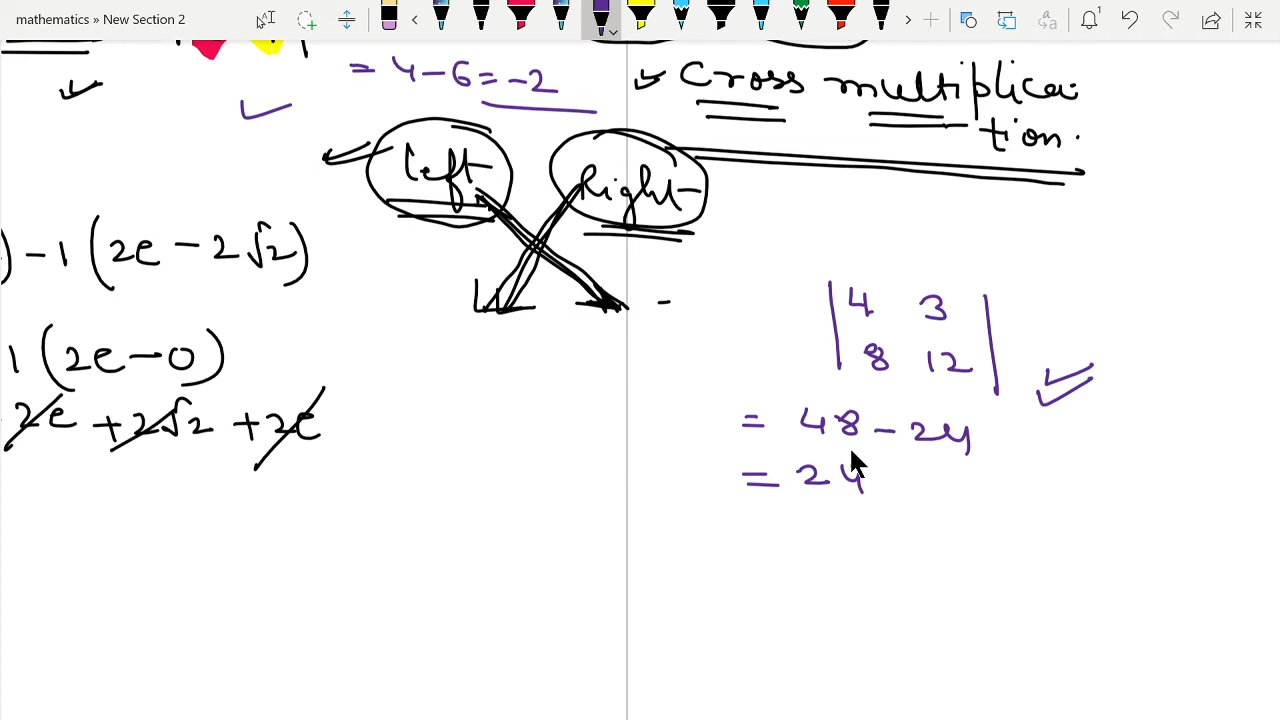 mathematics » New Section 2
= 4 - 6 = -2
Cross multiplica-
tion.
Left
Right
) - 1 (2e - 2√2)
1 (2e - 0)
2e + 2√2 + 2e
4 3
8 12
= 48 - 24
= 24